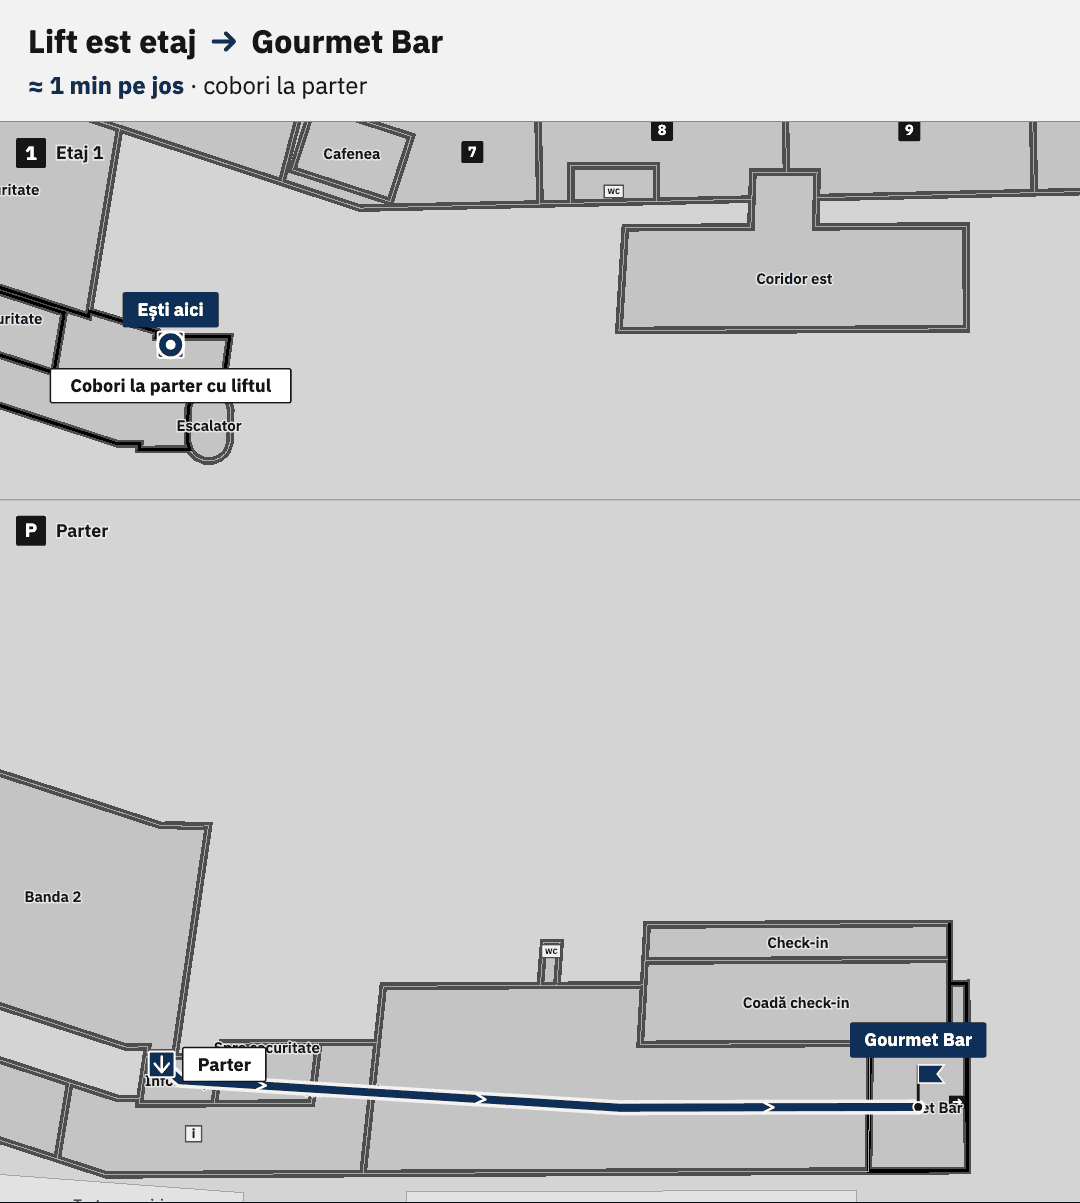 Lift est etaj → Gourmet Bar
≈ 1 min pe jos · cobori la parter
1 Etaj 1
7
8
9
Cafenea
wc
Coridor est
Ești aici
Cobori la parter cu liftul
Escalator
P Parter
Banda 2
wc
Check-in
Coadă check-in
Gourmet Bar
Parter
i